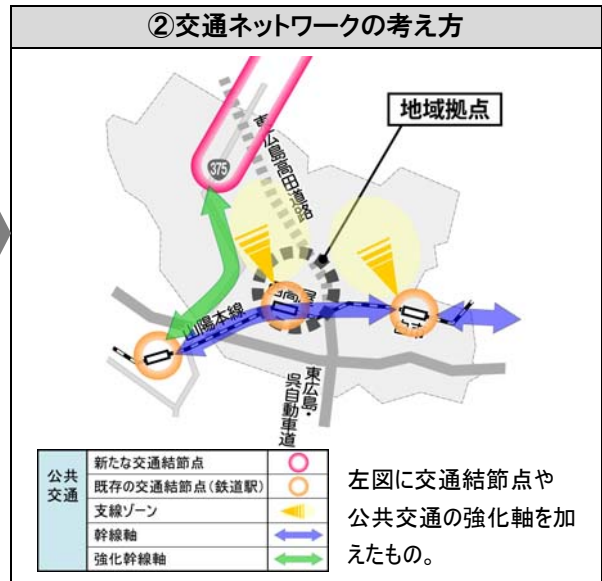 ②交通ネットワークの考え方
地域拠点
375
東広島高田道路
山陽本線
東広島・
呉自動車道
公共
交通
新たな交通結節点
既存の交通結節点(鉄道駅)
支線ゾーン
幹線軸
強化幹線軸
左図に交通結節点や
公共交通の強化軸を加
えたもの。